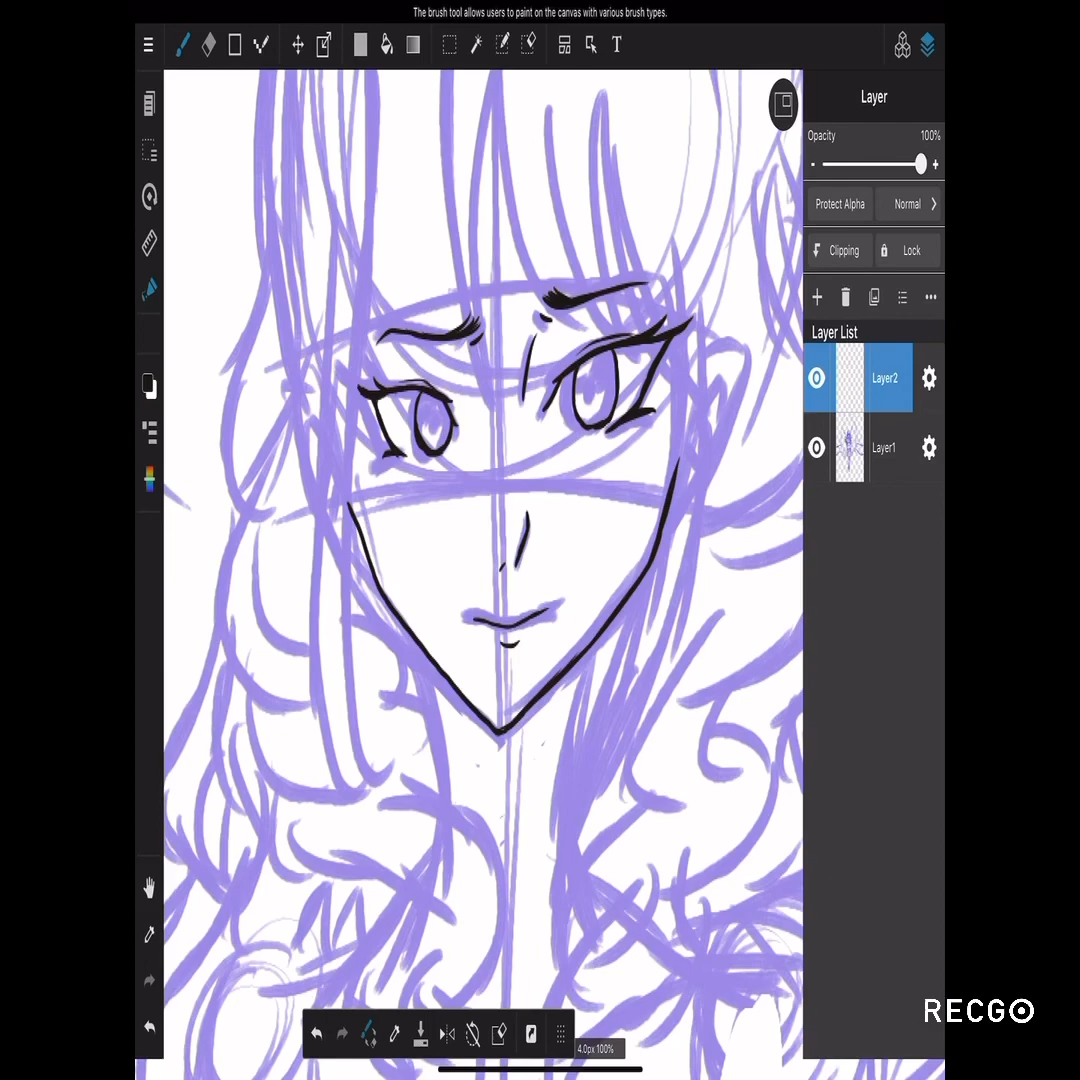 The brush tool allows users to paint on the canvas with various brush types.
T
Layer
Opacity 100%
- +
Protect Alpha Normal
Clipping Lock
Layer List
Layer2
Layer1
RECGO
4.0px 100%